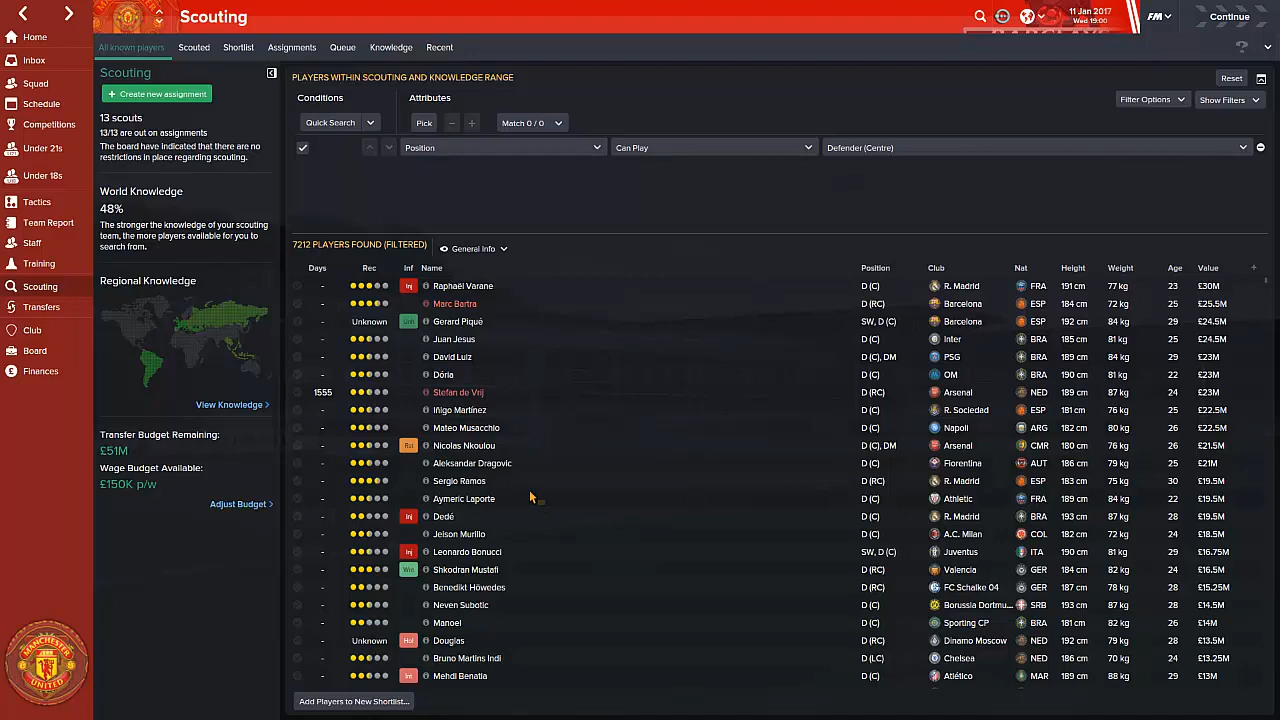 Scouting
11 Jan 2017
Wed 19:00
FM
Continue
Home
Inbox
Squad
Schedule
Competitions
Under 21s
Under 18s
Tactics
Team Report
Staff
Training
Scouting
Transfers
Club
Board
Finances
MANCHESTER
UNITED
All known players Scouted Shortlist Assignments Queue Knowledge Recent
Scouting
+ Create new assignment
13 scouts
13/13 are out on assignments
The board have indicated that there are
no restrictions in place regarding scouting.
World Knowledge
48%
The stronger the knowledge of your scouting
team, the more players available for you to
search from.
Regional Knowledge
View Knowledge >
Transfer Budget Remaining:
£51M
Wage Budget Available:
£150K p/w
Adjust Budget >
PLAYERS WITHIN SCOUTING AND KNOWLEDGE RANGE
Reset
Conditions Attributes
Filter Options Show Filters
Quick Search Pick − + Match 0 / 0
Position Can Play Defender (Centre)
7212 PLAYERS FOUND (FILTERED) General Info
Days Rec Inf Name Position Club Nat Height Weight Age Value +
- Inj Raphaël Varane D (C) R. Madrid FRA 191 cm 77 kg 23 £30M
- Marc Bartra D (RC) Barcelona ESP 184 cm 72 kg 25 £25.5M
- Unknown Gerard Piqué SW, D (C) Barcelona ESP 192 cm 84 kg 29 £24.5M
- Juan Jesus D (C) Inter BRA 185 cm 81 kg 25 £24.5M
- David Luiz D (C), DM PSG BRA 189 cm 84 kg 29 £23M
- Dória D (C) OM BRA 190 cm 81 kg 22 £23M
1555 Stefan de Vrij D (RC) Arsenal NED 189 cm 87 kg 24 £23M
- Iñigo Martínez D (C) R. Sociedad ESP 181 cm 76 kg 25 £22.5M
- Mateo Musacchio D (C) Napoli ARG 182 cm 80 kg 26 £22.5M
- Rst Nicolas Nkoulou D (C), DM Arsenal CMR 180 cm 76 kg 26 £21.5M
- Aleksandar Dragovic D (C) Fiorentina AUT 186 cm 79 kg 25 £21M
- Sergio Ramos D (RC) R. Madrid ESP 183 cm 75 kg 30 £19.5M
- Aymeric Laporte D (C) Athletic FRA 189 cm 84 kg 22 £19.5M
- Inj Dedé D (C) R. Madrid BRA 193 cm 83 kg 28 £19.5M
- Jeison Murillo D (C) A.C. Milan COL 182 cm 72 kg 24 £18.5M
- Inj Leonardo Bonucci SW, D (C) Juventus ITA 190 cm 81 kg 29 £16.75M
- Shkodran Mustafi D (RC) Valencia GER 184 cm 82 kg 24 £16.5M
- Benedikt Höwedes D (RC) FC Schalke 04 GER 187 cm 78 kg 28 £15.25M
- Neven Subotic D (C) Borussia Dortmu... SRB 193 cm 87 kg 28 £14.5M
- Manoel D (C) Sporting CP BRA 181 cm 82 kg 26 £14M
- Unknown Hol Douglas D (RC) Dinamo Moscow NED 192 cm 79 kg 28 £13.5M
- Bruno Martins Indi D (LC) Chelsea NED 186 cm 70 kg 24 £13.25M
- Int Mehdi Benatia D (C) Atlético MAR 189 cm 88 kg 29 £13M
Add Players to New Shortlist...